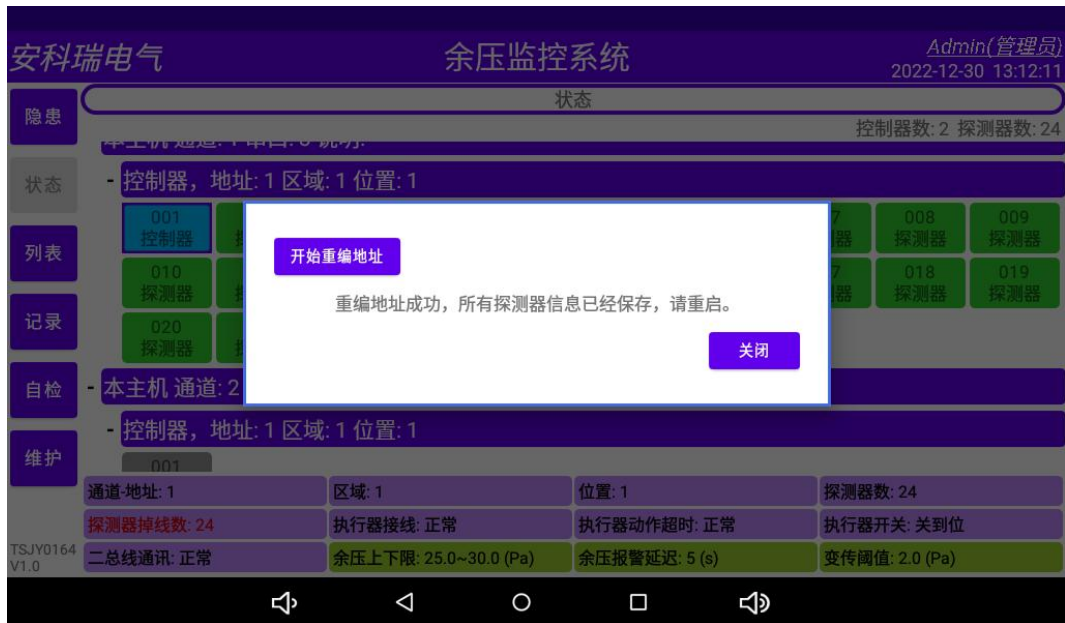 安科瑞电气
余压监控系统
Admin(管理员)
2022-12-30 13:12:11
隐患
状态
列表
记录
自检
维护
TSJY0164
V1.0
状态
控制器数: 2 探测器数: 24
- 控制器，地址: 1 区域: 1 位置: 1
001
控制器
008
探测器
009
探测器
010
探测器
018
探测器
019
探测器
020
探测器
开始重编地址
重编地址成功，所有探测器信息已经保存，请重启。
关闭
- 本主机 通道: 2
- 控制器，地址: 1 区域: 1 位置: 1
001
通道-地址: 1
区域: 1
位置: 1
探测器数: 24
探测器掉线数: 24
执行器接线: 正常
执行器动作超时: 正常
执行器开关: 关到位
二总线通讯: 正常
余压上下限: 25.0~30.0 (Pa)
余压报警延迟: 5 (s)
变传阈值: 2.0 (Pa)